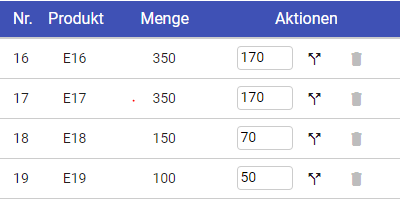 Nr. Produkt Menge Aktionen
16 E16 350 170
17 E17 350 170
18 E18 150 70
19 E19 100 50